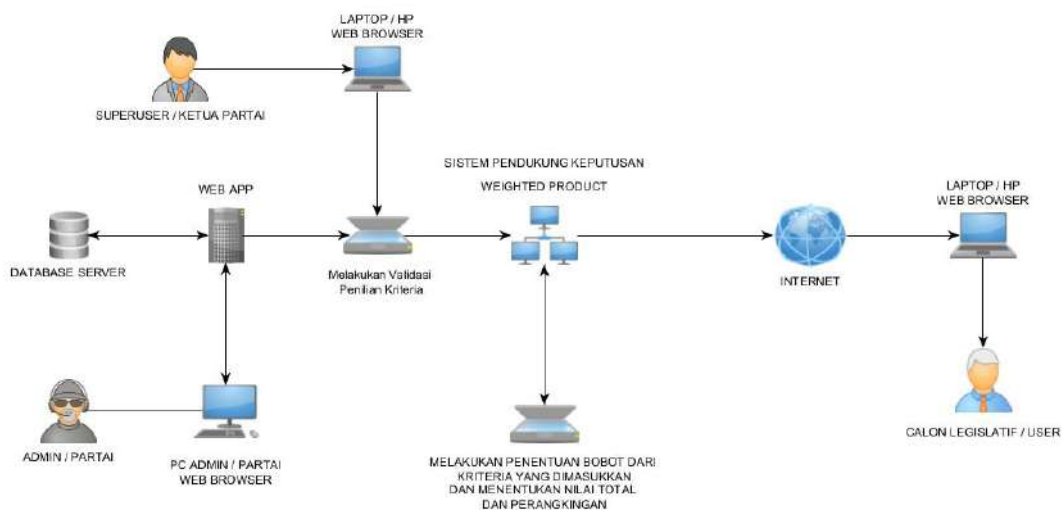 LAPTOP / HP
WEB BROWSER
SUPERUSER / KETUA PARTAI
SISTEM PENDUKUNG KEPUTUSAN
WEIGHTED PRODUCT
WEB APP
LAPTOP / HP
WEB BROWSER
DATABASE SERVER
Melakukan Validasi
Penilian Kriteria
INTERNET
ADMIN / PARTAI
PC ADMIN / PARTAI
WEB BROWSER
MELAKUKAN PENENTUAN BOBOT DARI
KRITERIA YANG DIMASUKKAN
DAN MENENTUKAN NILAI TOTAL
DAN PERANGKINGAN
CALON LEGISLATIF / USER